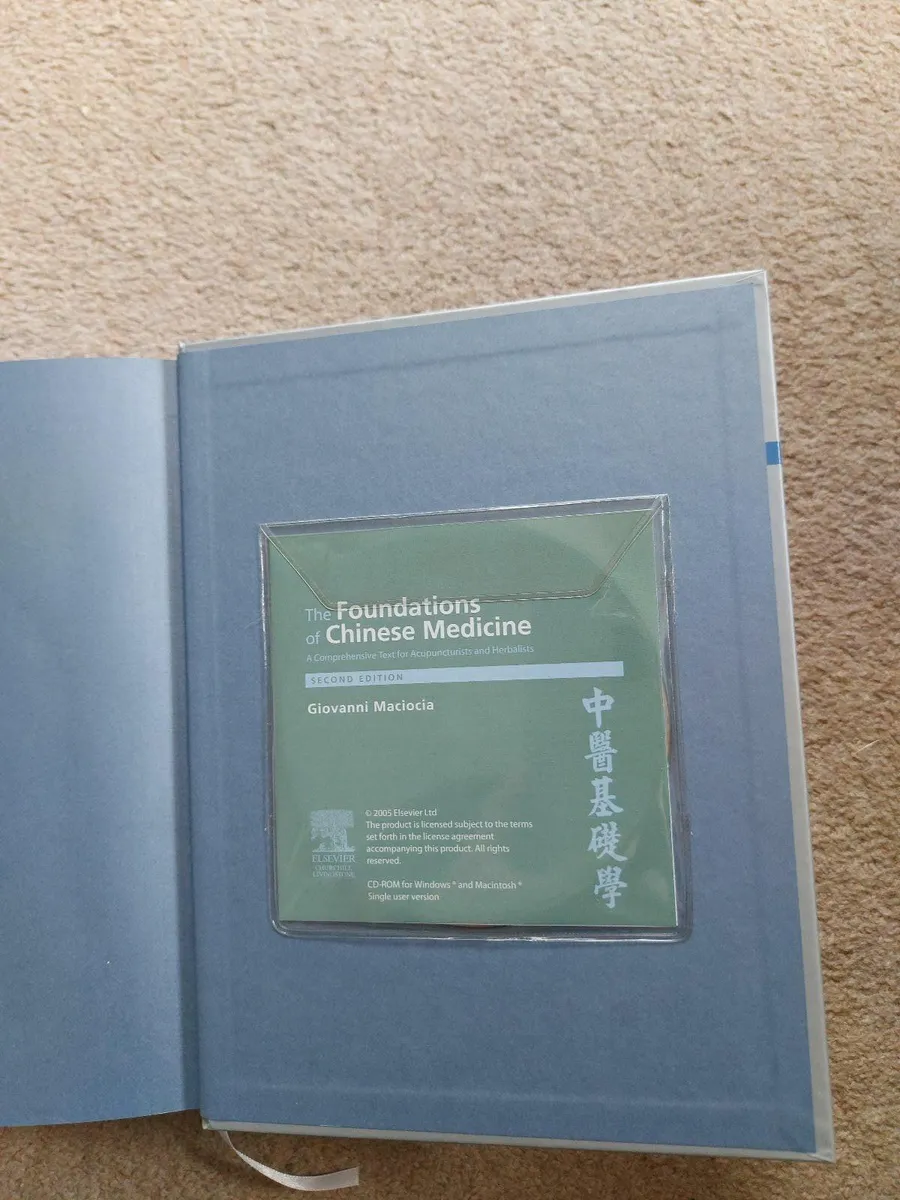 The Foundations
of Chinese Medicine
A Comprehensive Text for Acupuncturists and Herbalists
SECOND EDITION
Giovanni Maciocia
中醫基礎學
© 2005 Elsevier Ltd
The product is licensed subject to the terms
set forth in the license agreement
accompanying this product. All rights
reserved.
ELSEVIER
CHURCHILL
LIVINGSTONE
CD-ROM for Windows® and Macintosh®
Single user version